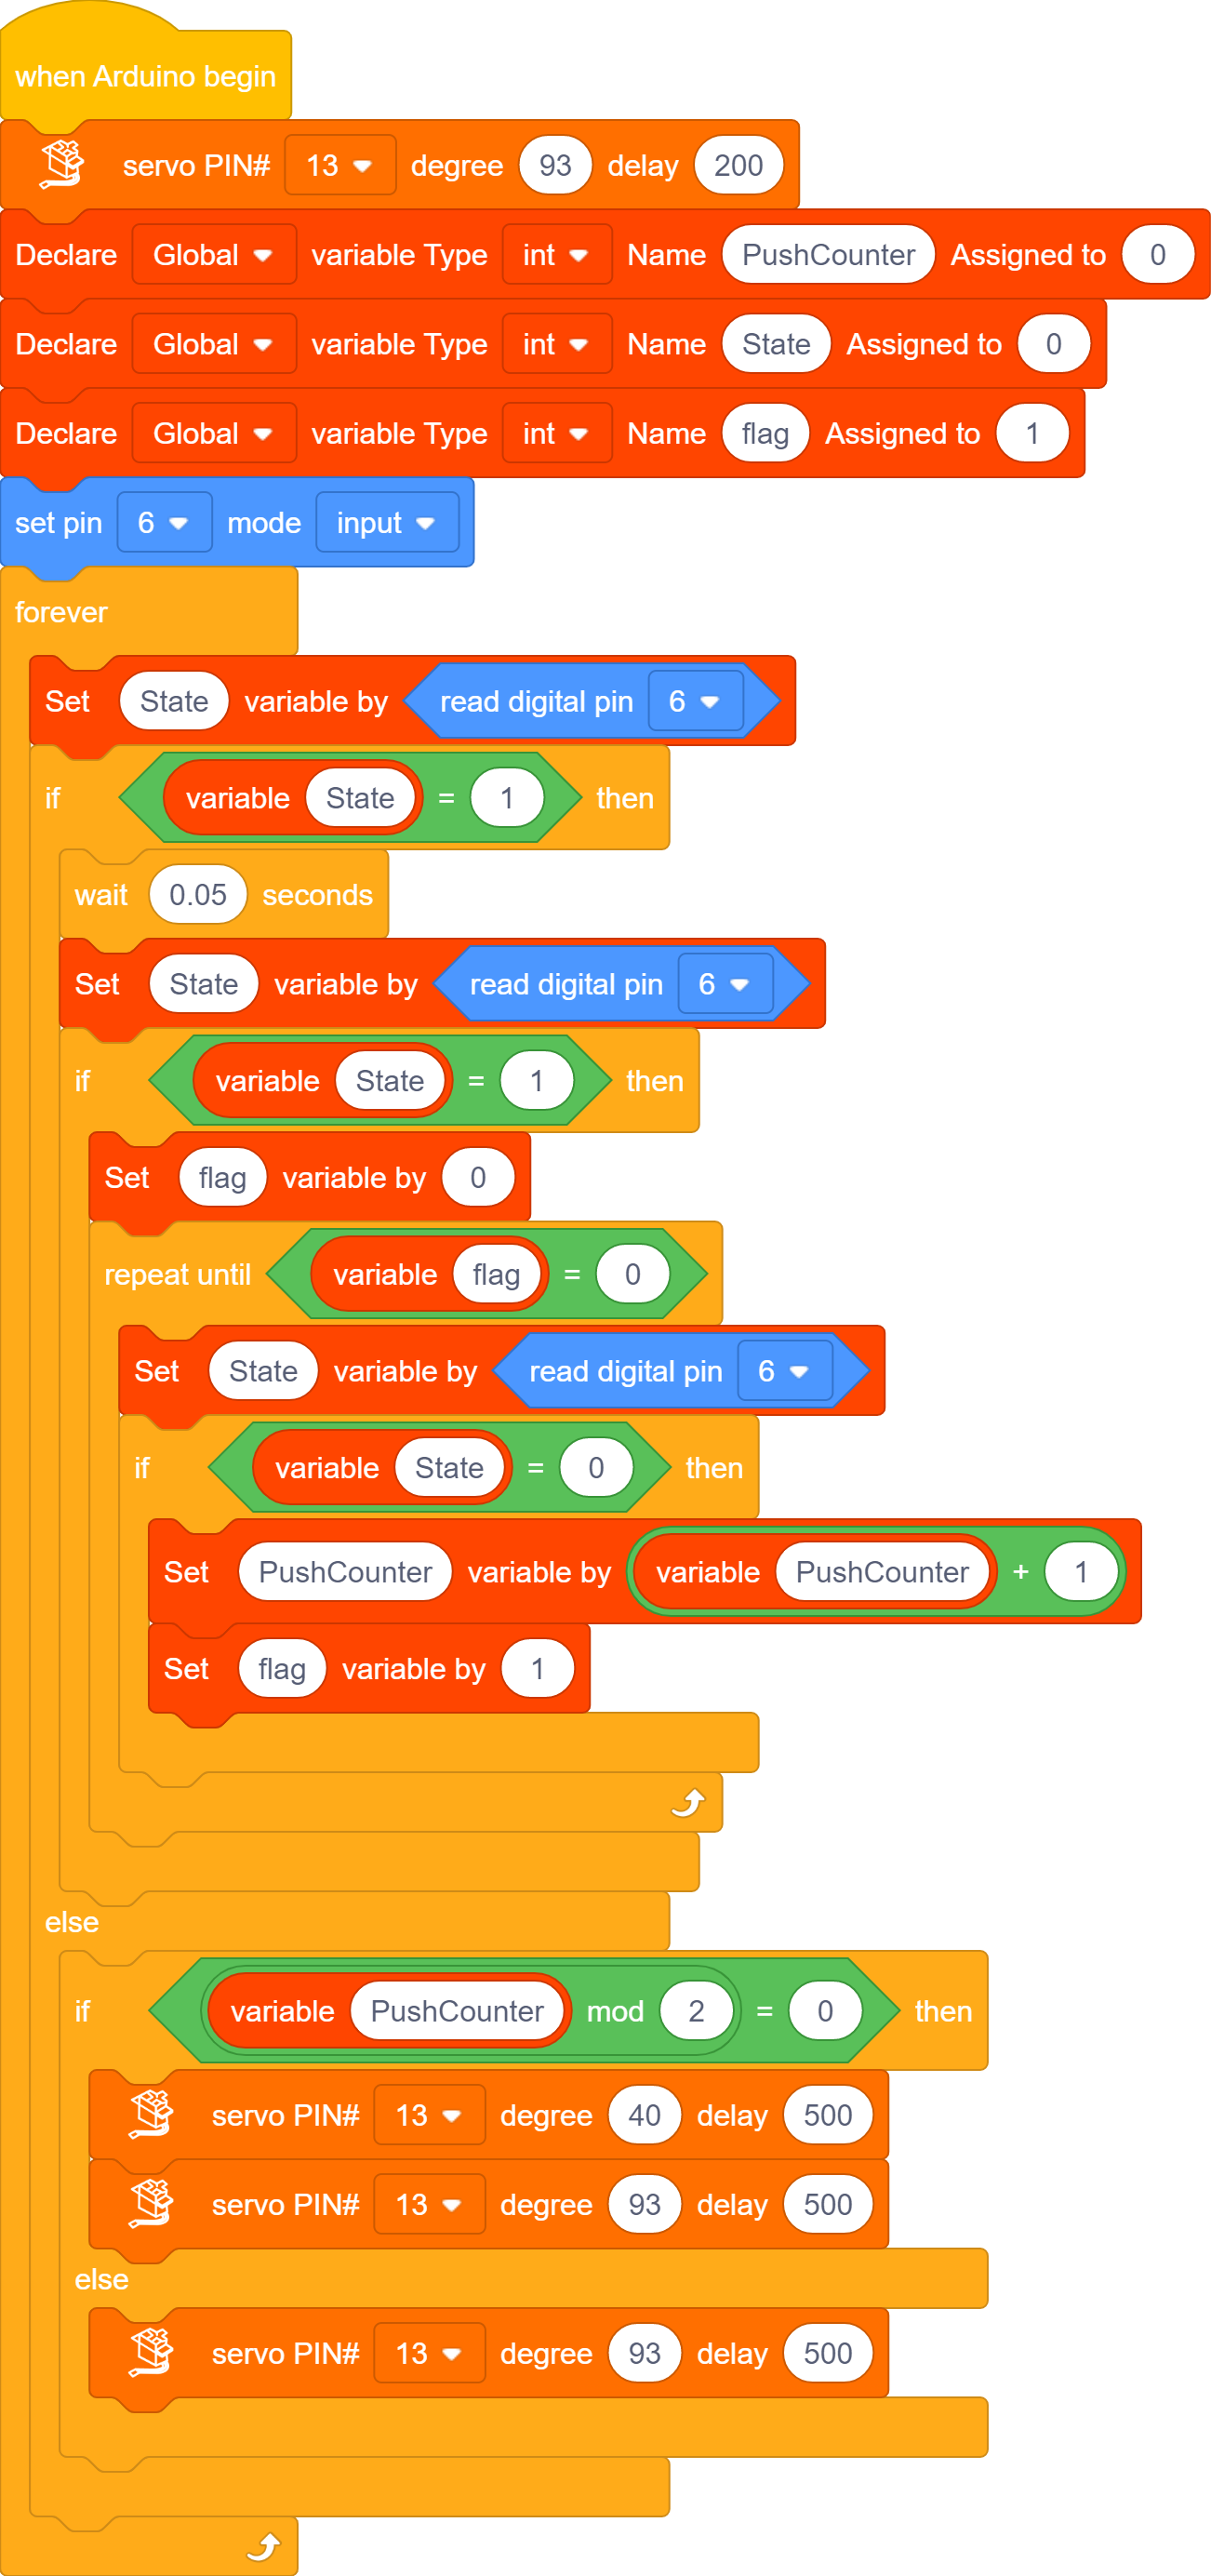 when Arduino begin
servo PIN# 13 degree 93 delay 200
Declare Global variable Type int Name PushCounter Assigned to 0
Declare Global variable Type int Name State Assigned to 0
Declare Global variable Type int Name flag Assigned to 1
set pin 6 mode input
forever
Set State variable by read digital pin 6
if variable State = 1 then
wait 0.05 seconds
Set State variable by read digital pin 6
if variable State = 1 then
Set flag variable by 0
repeat until variable flag = 0
Set State variable by read digital pin 6
if variable State = 0 then
Set PushCounter variable by variable PushCounter + 1
Set flag variable by 1
else
if variable PushCounter mod 2 = 0 then
servo PIN# 13 degree 40 delay 500
servo PIN# 13 degree 93 delay 500
else
servo PIN# 13 degree 93 delay 500